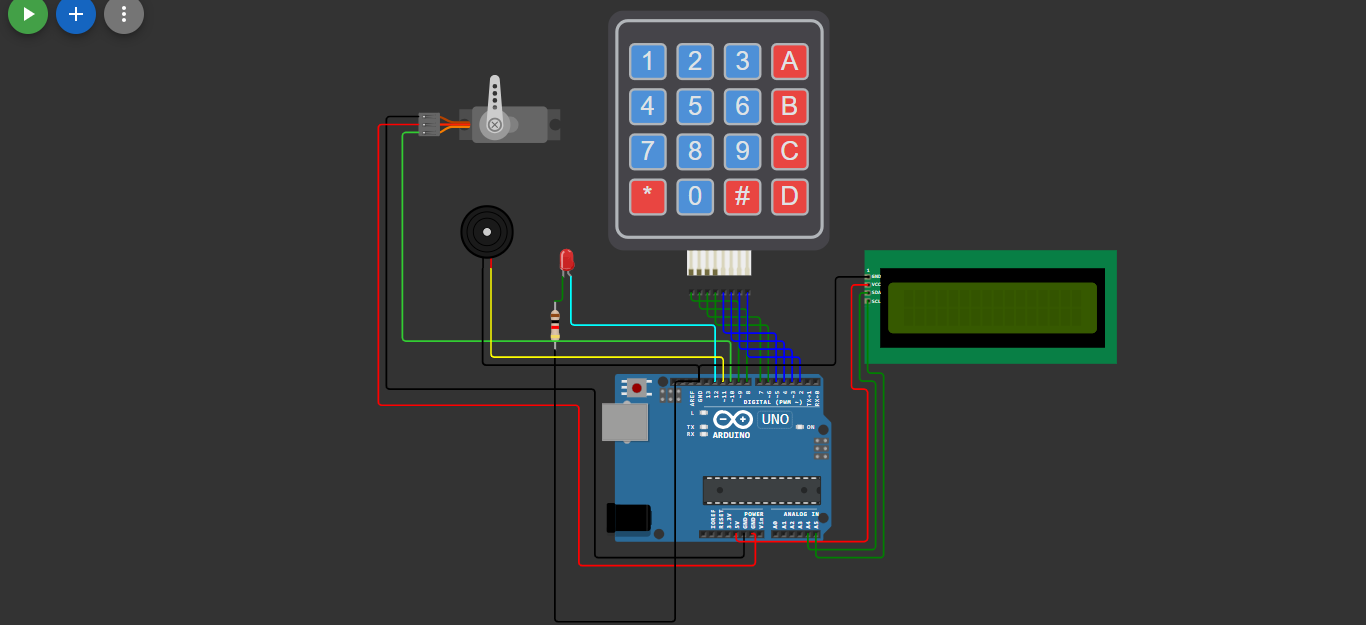 1 2 3 A
4 5 6 B
7 8 9 C
* 0 # D
1
GND
VCC
SDA
SCL
AREF
GND
13
12
~11
~10
~9
8
7
~6
~5
4
~3
2
TX→1
RX←0
DIGITAL (PWM ~)
L
TX
RX
UNO
ON
ARDUINO
POWER
ANALOG IN
IOREF
RESET
3.3V
5V
GND
GND
Vin
A0
A1
A2
A3
A4
A5